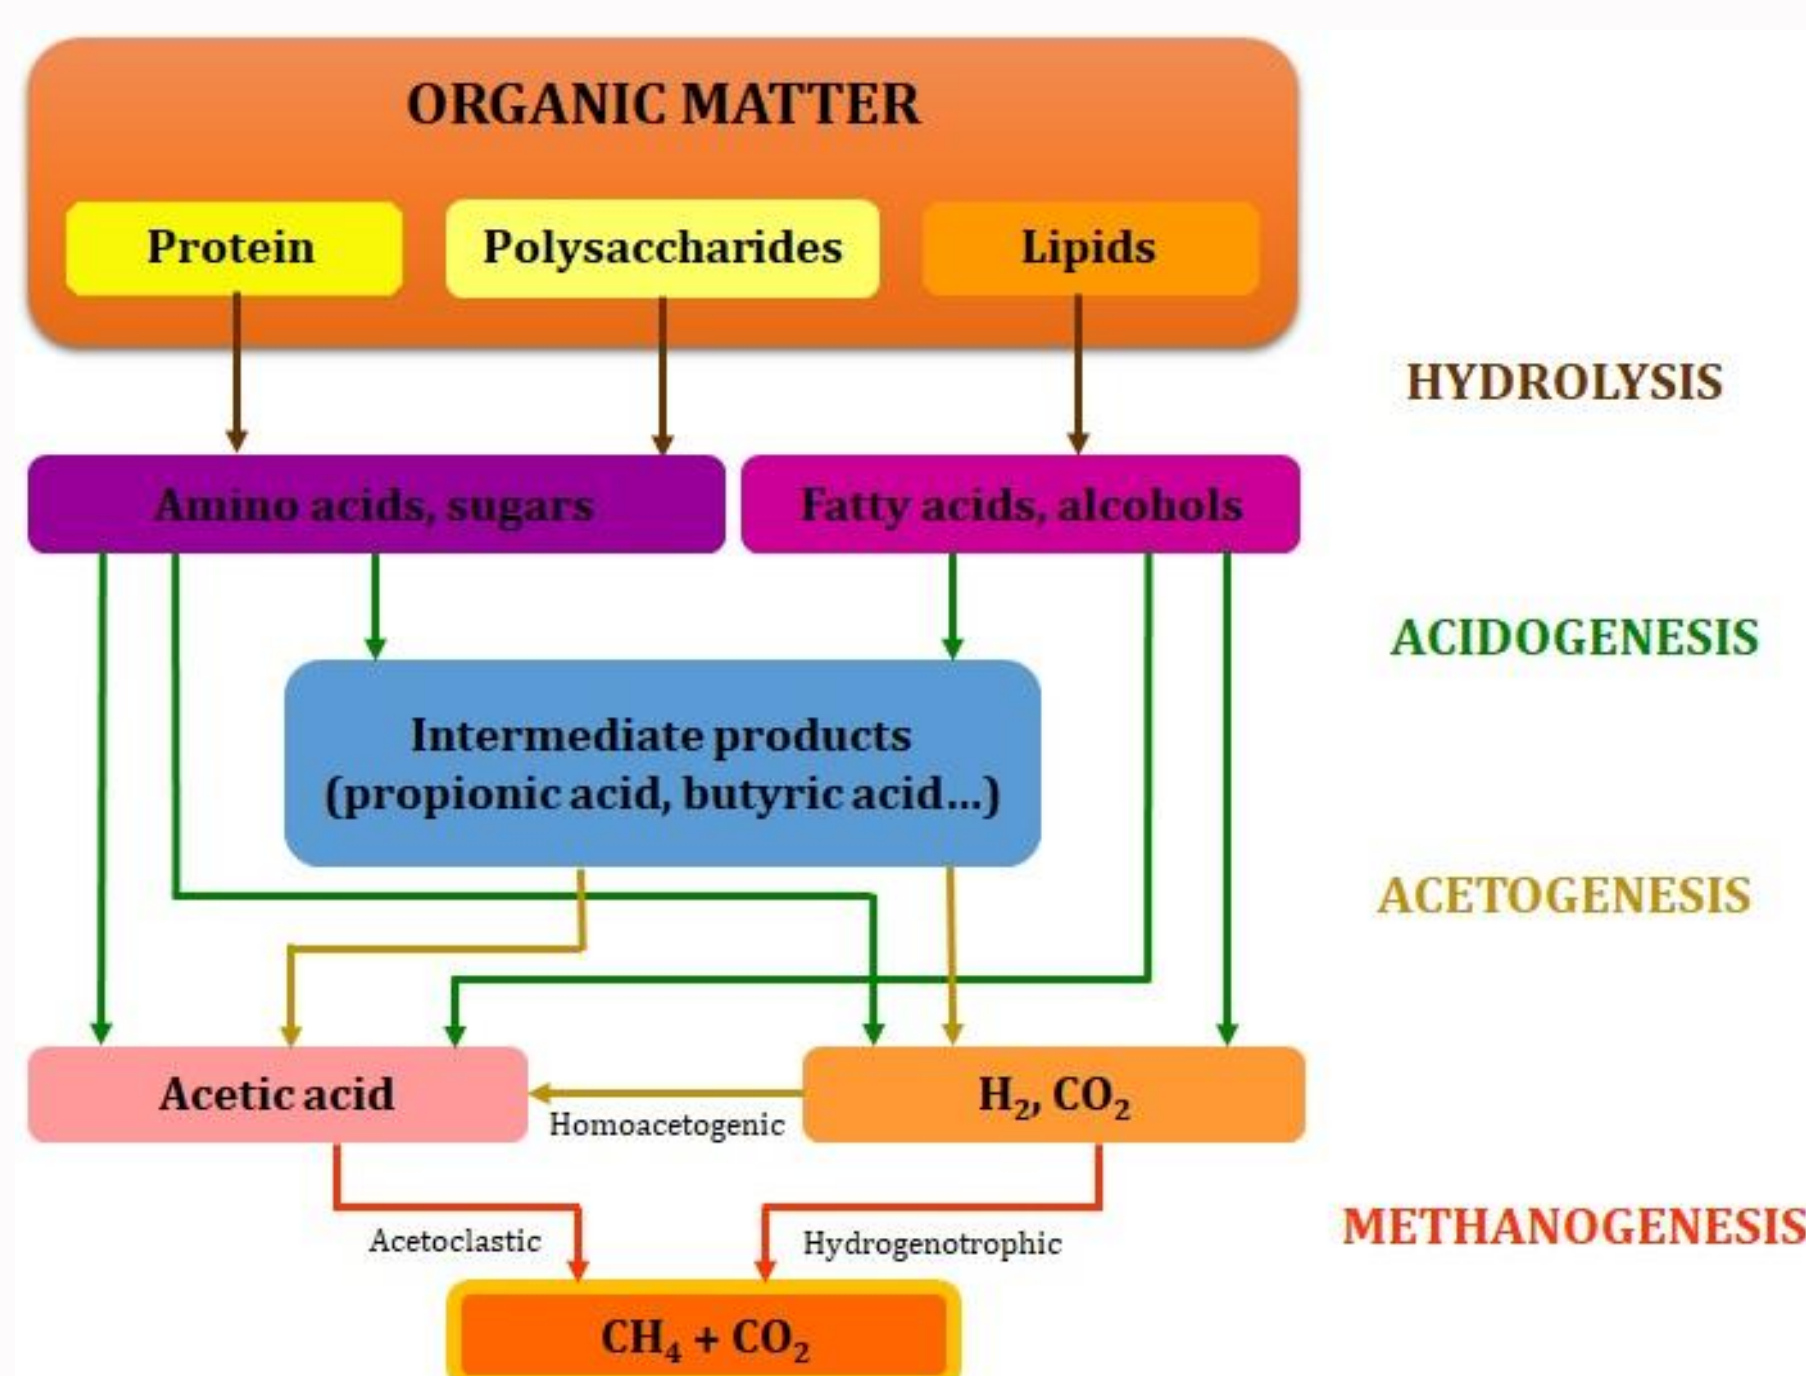 ORGANIC MATTER
Protein
Polysaccharides
Lipids
HYDROLYSIS
Amino acids, sugars
Fatty acids, alcohols
ACIDOGENESIS
Intermediate products
(propionic acid, butyric acid...)
ACETOGENESIS
Acetic acid
Homoacetogenic
H₂, CO₂
Acetoclastic
Hydrogenotrophic
METHANOGENESIS
CH₄ + CO₂